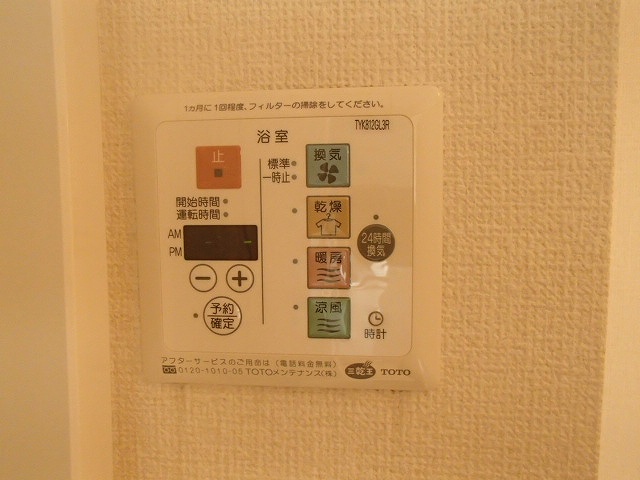 1ヵ月に1回程度、フィルターの掃除をしてください。
TYK812GL3R
浴室
止
標準
一時止
換気
開始時間
運転時間
乾燥
AM
PM
24時間
換気
暖房
予約
確定
涼風
時計
アフターサービスのご用命は(電話料金無料)
0120-1010-05 TOTOメンテナンス(株)
三乾王
TOTO